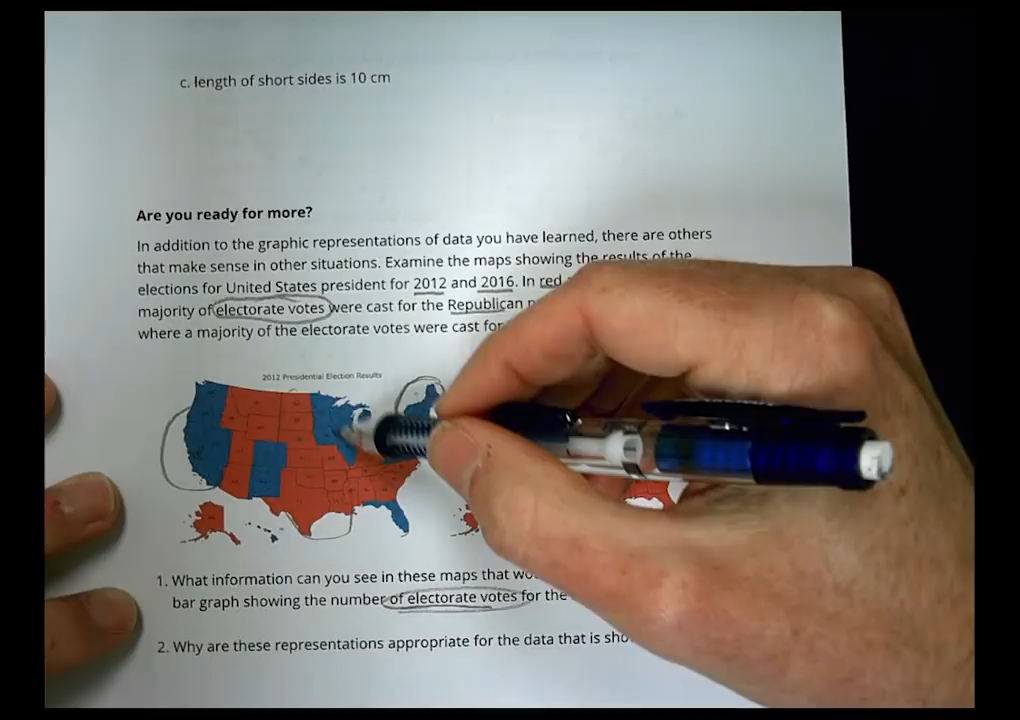 c. length of short sides is 10 cm
Are you ready for more?
In addition to the graphic representations of data you have learned, there are others
that make sense in other situations. Examine the maps showing the results of the
elections for United States president for 2012 and 2016. In red
majority of electorate votes were cast for the Republican
where a majority of the electorate votes were cast for
2012 Presidential Election Results
1. What information can you see in these maps that
bar graph showing the number of electorate votes for the
2. Why are these representations appropriate for the data that is